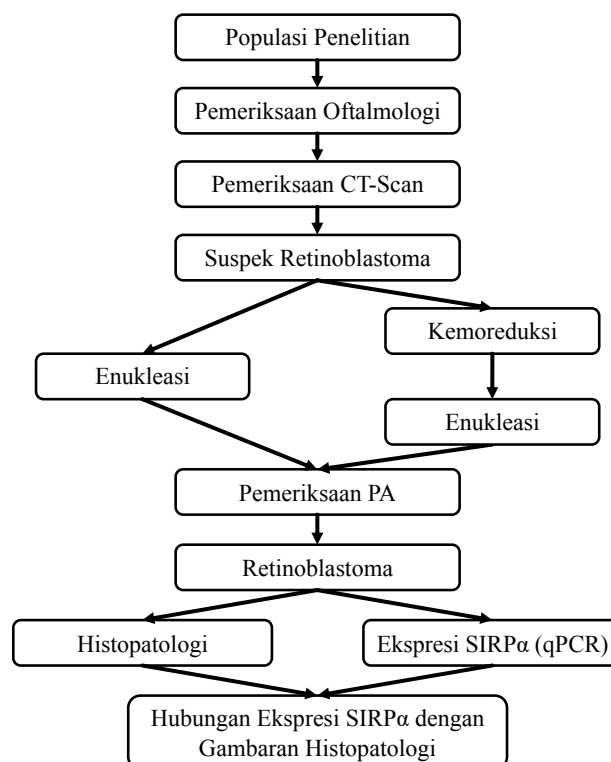 Populasi Penelitian
Pemeriksaan Oftalmologi
Pemeriksaan CT-Scan
Suspek Retinoblastoma
Kemoreduksi
Enukleasi
Enukleasi
Pemeriksaan PA
Retinoblastoma
Histopatologi
Ekspresi SIRPα (qPCR)
Hubungan Ekspresi SIRPα dengan
Gambaran Histopatologi